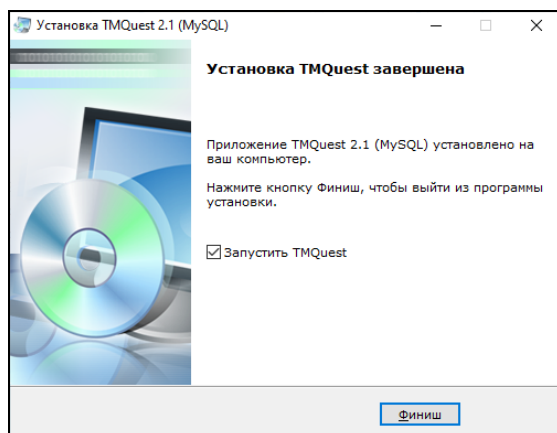 Установка TMQuest 2.1 (MySQL)
Установка TMQuest завершена
Приложение TMQuest 2.1 (MySQL) установлено на
ваш компьютер.
Нажмите кнопку Финиш, чтобы выйти из программы
установки.
Запустить TMQuest
Финиш